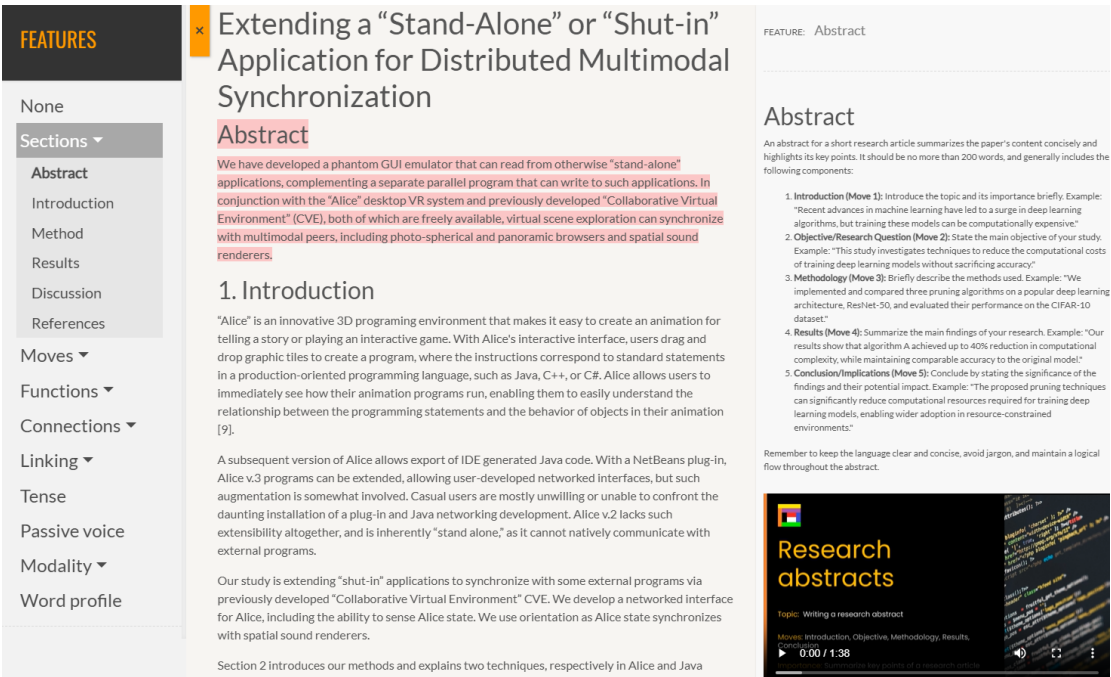 FEATURES
None
Sections
Abstract
Introduction
Method
Results
Discussion
References
Moves
Functions
Connections
Linking
Tense
Passive voice
Modality
Word profile
×
Extending a “Stand-Alone” or “Shut-in”
Application for Distributed Multimodal
Synchronization
Abstract
We have developed a phantom GUI emulator that can read from otherwise “stand-alone”
applications, complementing a separate parallel program that can write to such applications. In
conjunction with the “Alice” desktop VR system and previously developed “Collaborative Virtual
Environment” (CVE), both of which are freely available, virtual scene exploration can synchronize
with multimodal peers, including photo-spherical and panoramic browsers and spatial sound
renderers.
1. Introduction
“Alice” is an innovative 3D programing environment that makes it easy to create an animation for
telling a story or playing an interactive game. With Alice's interactive interface, users drag and
drop graphic tiles to create a program, where the instructions correspond to standard statements
in a production-oriented programming language, such as Java, C++, or C#. Alice allows users to
immediately see how their animation programs run, enabling them to easily understand the
relationship between the programming statements and the behavior of objects in their animation
[9].
A subsequent version of Alice allows export of IDE generated Java code. With a NetBeans plug-in,
Alice v.3 programs can be extended, allowing user-developed networked interfaces, but such
augmentation is somewhat involved. Casual users are mostly unwilling or unable to confront the
daunting installation of a plug-in and Java networking development. Alice v.2 lacks such
extensibility altogether, and is inherently “stand alone,” as it cannot natively communicate with
external programs.
Our study is extending “shut-in” applications to synchronize with some external programs via
previously developed “Collaborative Virtual Environment” CVE. We develop a networked interface
for Alice, including the ability to sense Alice state. We use orientation as Alice state synchronizes
with spatial sound renderers.
Section 2 introduces our methods and explains two techniques, respectively in Alice and Java
FEATURE: Abstract
Abstract
An abstract for a short research article summarizes the paper's content concisely and
highlights its key points. It should be no more than 200 words, and generally includes the
following components:
1. Introduction (Move 1): Introduce the topic and its importance briefly. Example:
"Recent advances in machine learning have led to a surge in deep learning
algorithms, but training these models can be computationally expensive."
2. Objective/Research Question (Move 2): State the main objective of your study.
Example: "This study investigates techniques to reduce the computational costs
of training deep learning models without sacrificing accuracy."
3. Methodology (Move 3): Briefly describe the methods used. Example: "We
implemented and compared three pruning algorithms on a popular deep learning
architecture, ResNet-50, and evaluated their performance on the CIFAR-10
dataset."
4. Results (Move 4): Summarize the main findings of your research. Example: "Our
results show that algorithm A achieved up to 40% reduction in computational
complexity, while maintaining comparable accuracy to the original model."
5. Conclusion/Implications (Move 5): Conclude by stating the significance of the
findings and their potential impact. Example: "The proposed pruning techniques
can significantly reduce computational resources required for training deep
learning models, enabling wider adoption in resource-constrained
environments."
Remember to keep the language clear and concise, avoid jargon, and maintain a logical
flow throughout the abstract.
Research
abstracts
Topic: Writing a research abstract
Moves: Introduction, Objective, Methodology, Results,
Conclusion
0:00 / 1:38
Importance: Summarize key points of a research article